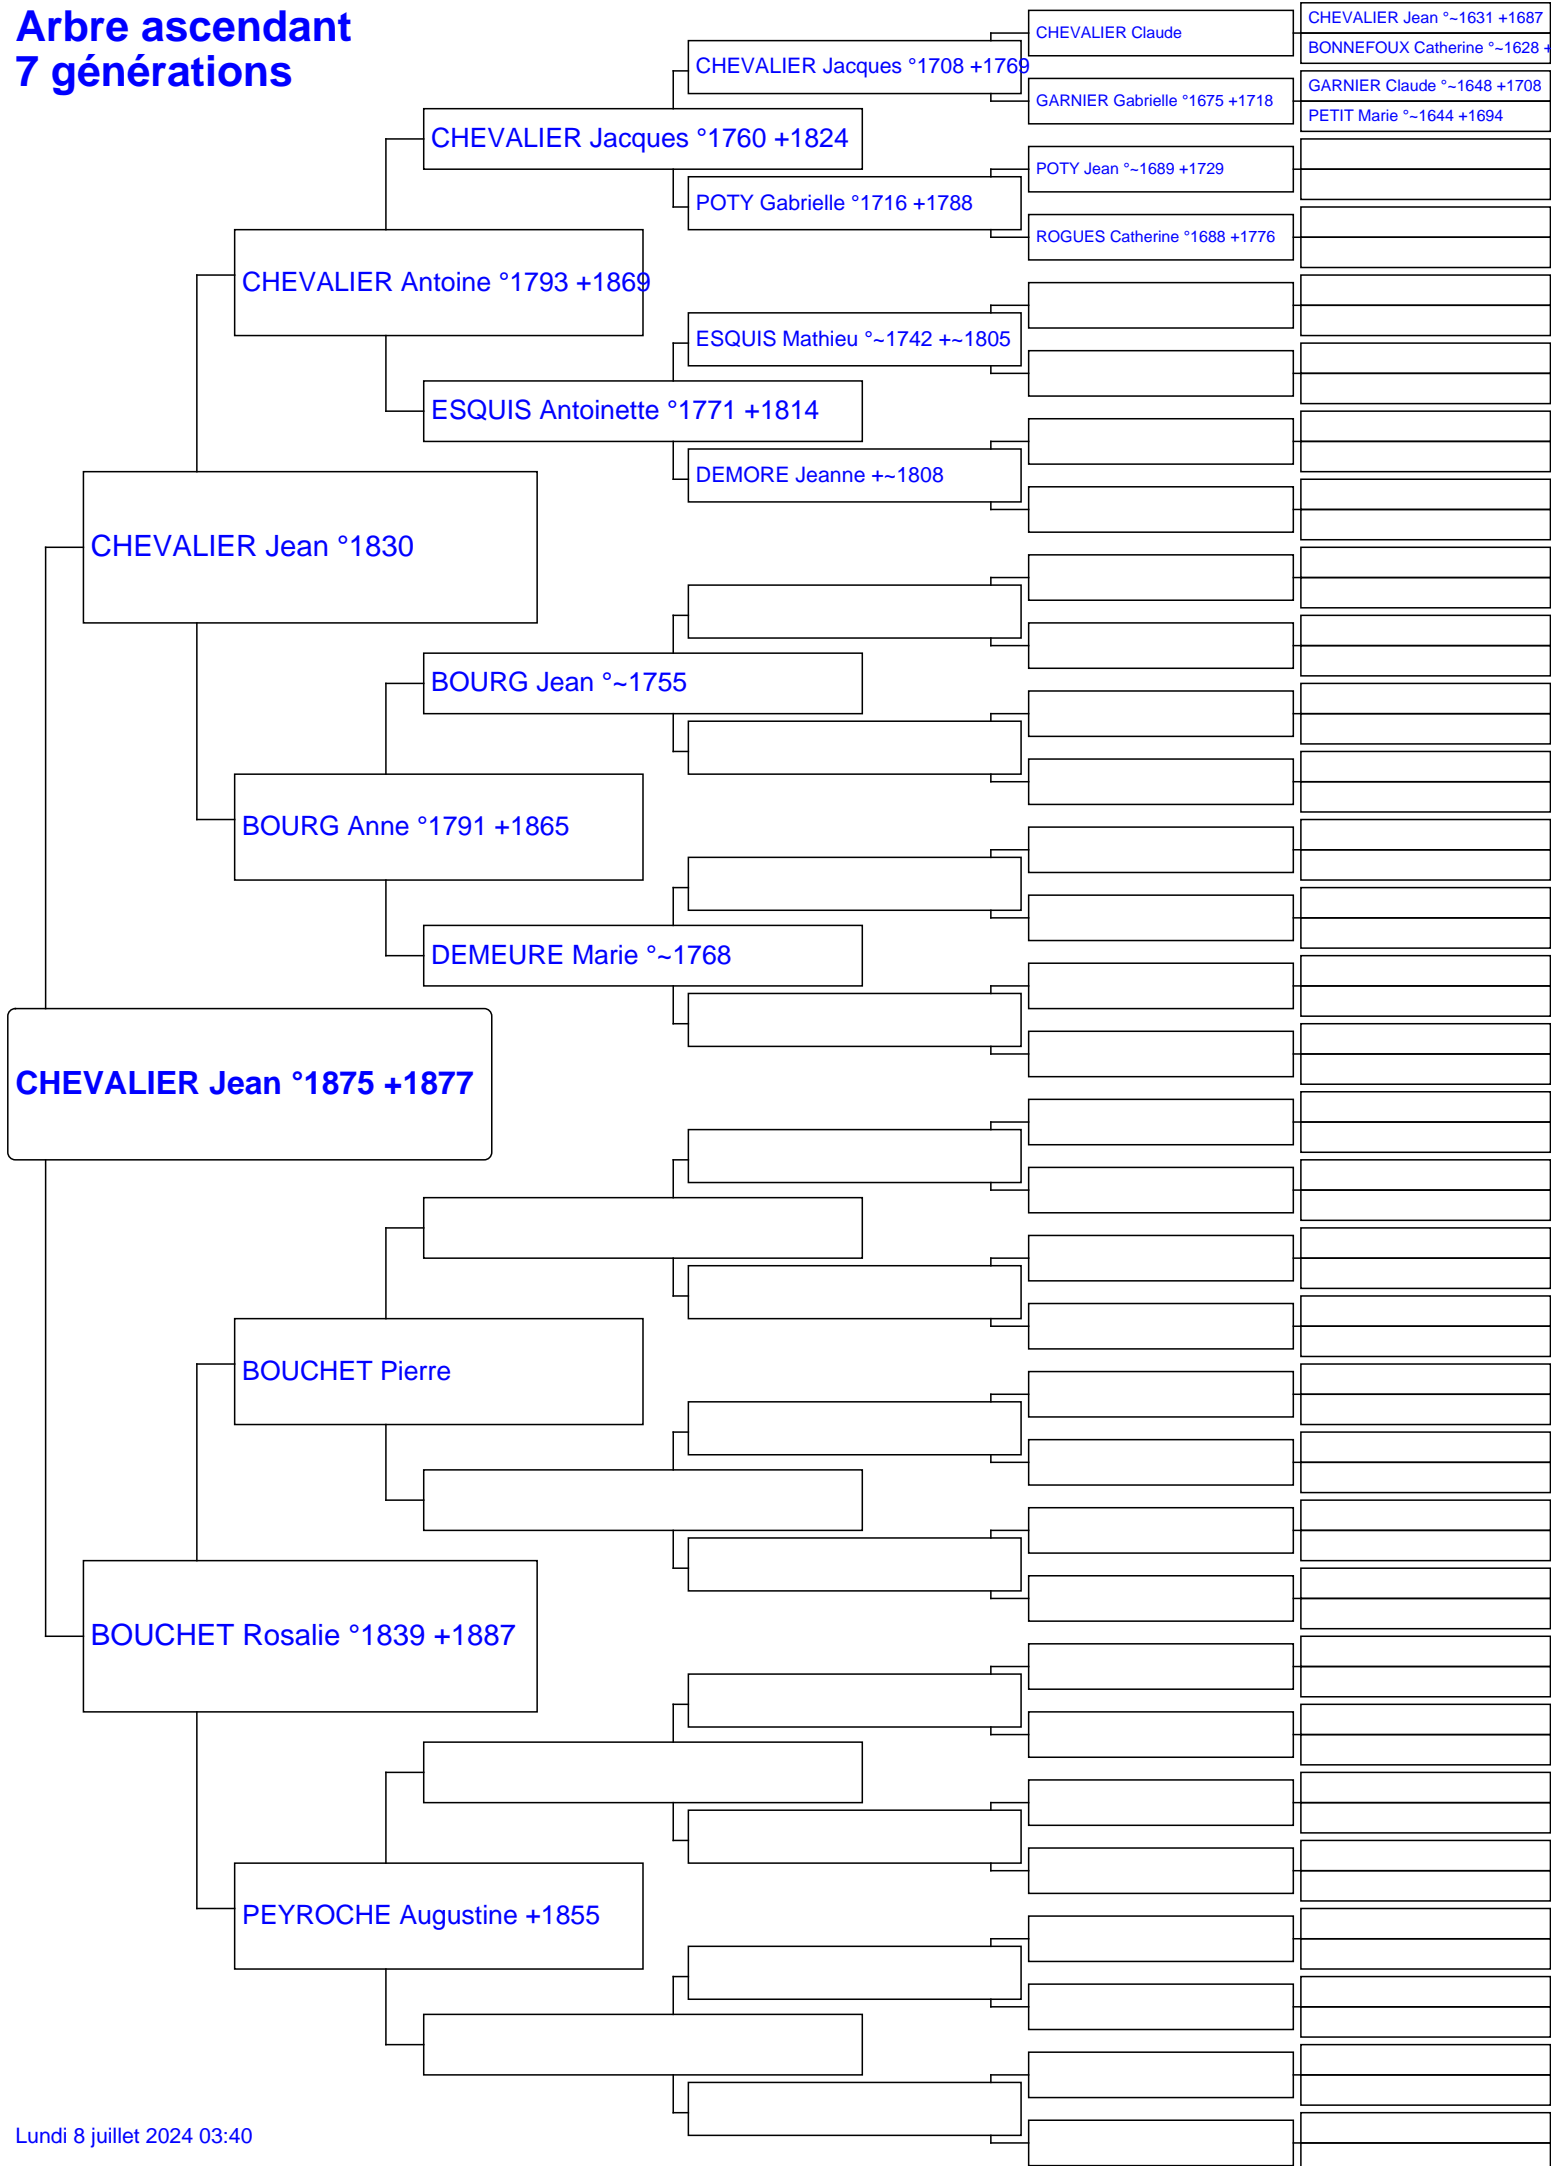 Arbre ascendant
7 générations
CHEVALIER Jean °~1631 +1687
CHEVALIER Claude
BONNEFOUX Catherine °~1628 +
CHEVALIER Jacques °1708 +1769
GARNIER Claude °~1648 +1708
GARNIER Gabrielle °1675 +1718
PETIT Marie °~1644 +1694
CHEVALIER Jacques °1760 +1824
POTY Jean °~1689 +1729
POTY Gabrielle °1716 +1788
ROGUES Catherine °1688 +1776
CHEVALIER Antoine °1793 +1869
ESQUIS Mathieu °~1742 +~1805
ESQUIS Antoinette °1771 +1814
DEMORE Jeanne +~1808
CHEVALIER Jean °1830
BOURG Jean °~1755
BOURG Anne °1791 +1865
DEMEURE Marie °~1768
CHEVALIER Jean °1875 +1877
BOUCHET Pierre
BOUCHET Rosalie °1839 +1887
PEYROCHE Augustine +1855
Lundi 8 juillet 2024 03:40